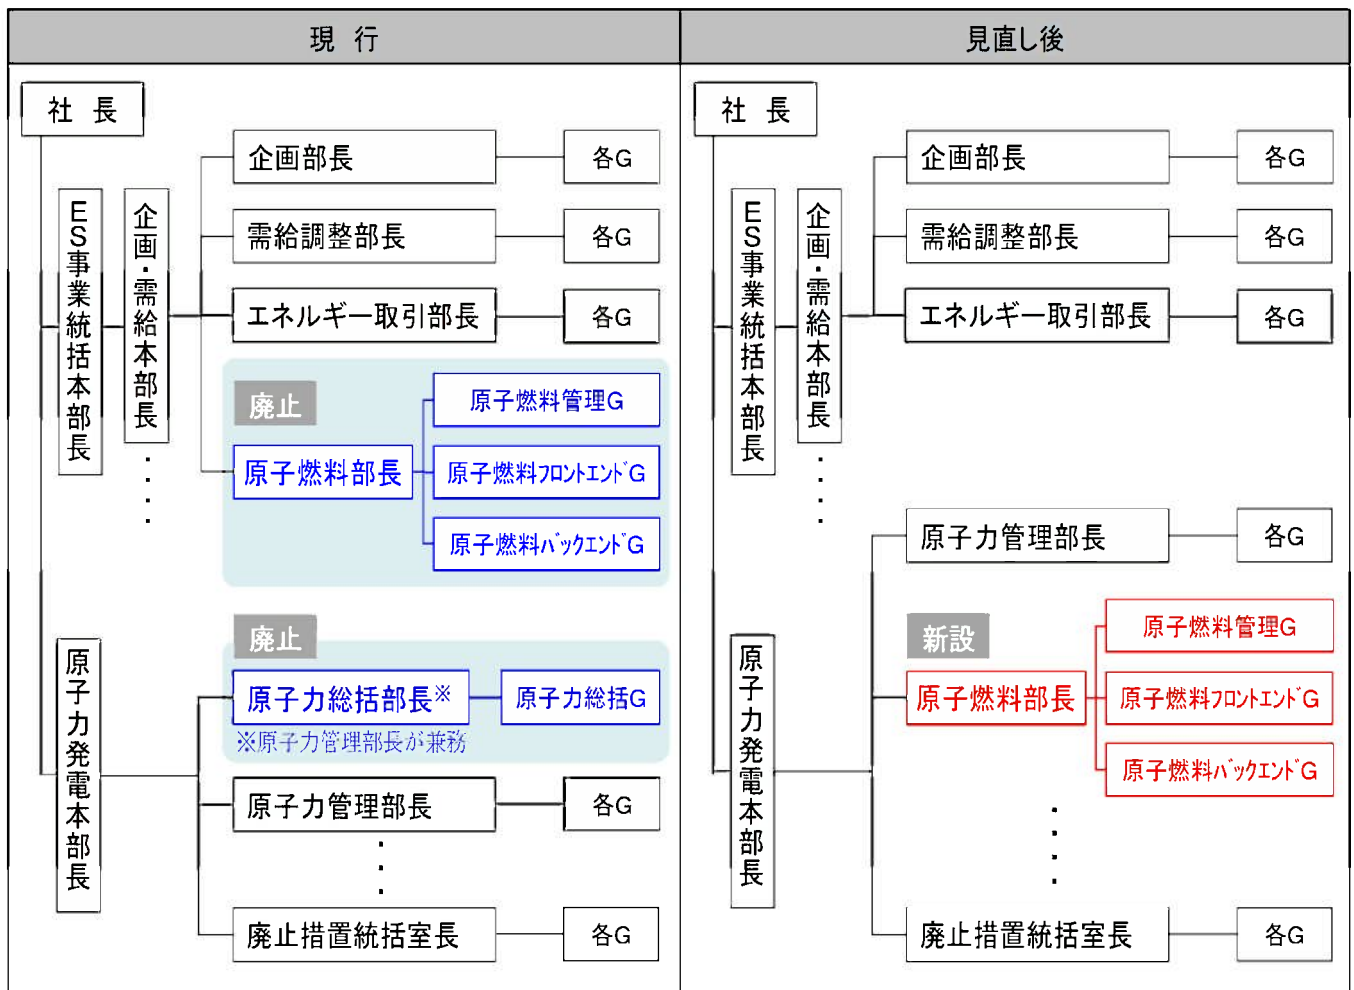 現 行
社 長
企画部長
各G
需給調整部長
各G
エネルギー取引部長
各G
ES事業統括本部長
企画・需給本部長
廃止
原子燃料部長
原子燃料管理G
原子燃料フロントエンドG
原子燃料バックエンドG
原子力発電本部長
廃止
原子力総括部長※
原子力総括G
※原子力管理部長が兼務
原子力管理部長
各G
廃止措置統括室長
各G
見直し後
社 長
企画部長
各G
需給調整部長
各G
エネルギー取引部長
各G
ES事業統括本部長
企画・需給本部長
原子力管理部長
各G
原子力発電本部長
新設
原子燃料部長
原子燃料管理G
原子燃料フロントエンドG
原子燃料バックエンドG
廃止措置統括室長
各G